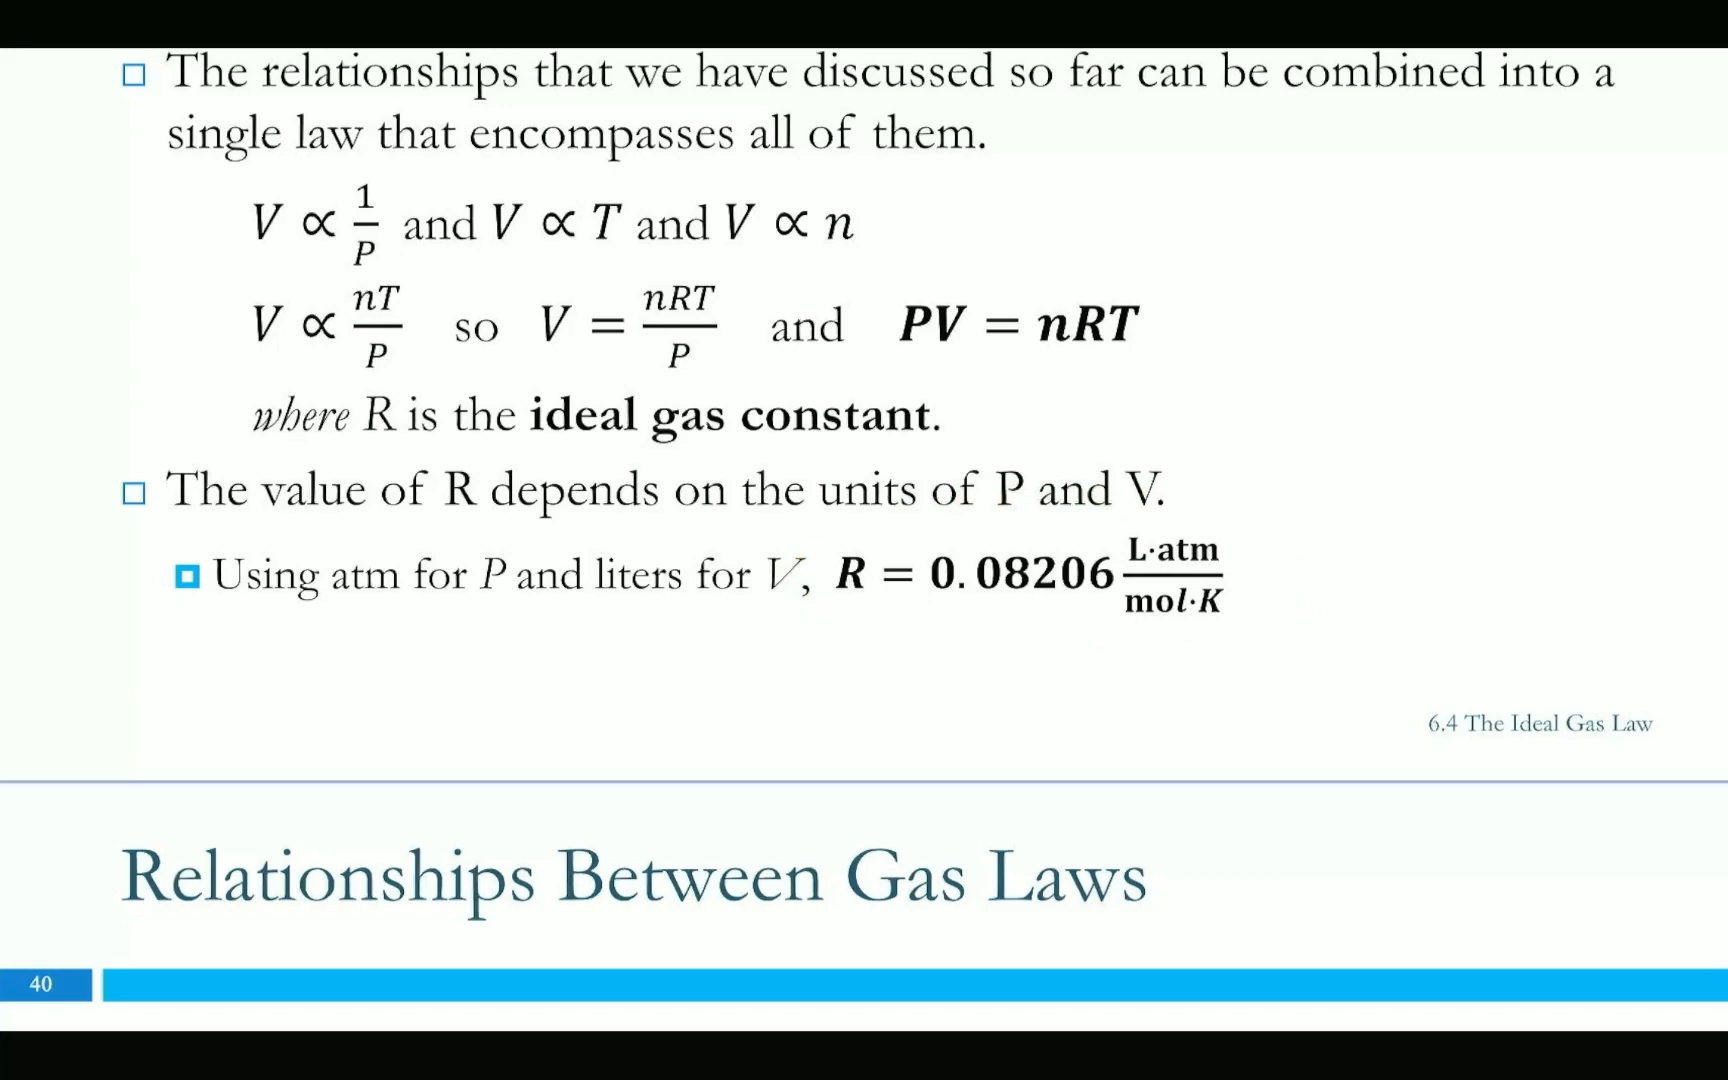 The relationships that we have discussed so far can be combined into a
single law that encompasses all of them.
V ∝ 1/P and V ∝ T and V ∝ n
V ∝ nT/P so V = nRT/P and PV = nRT
where R is the ideal gas constant.
The value of R depends on the units of P and V.
Using atm for P and liters for V, R = 0.08206 L·atm/mol·K
6.4 The Ideal Gas Law
Relationships Between Gas Laws
40